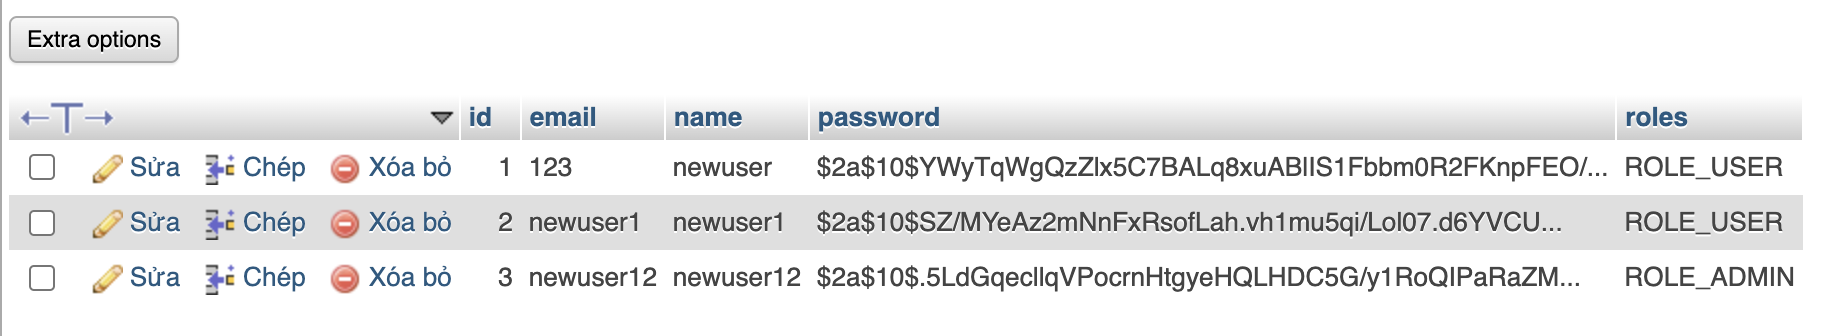 Extra options
id email name password roles
Sửa Chép Xóa bỏ 1 123 newuser $2a$10$YWyTqWgQzZlx5C7BALq8xuABlIS1Fbbm0R2FKnpFEO/... ROLE_USER
Sửa Chép Xóa bỏ 2 newuser1 newuser1 $2a$10$SZ/MYeAz2mNnFxRsofLah.vh1mu5qi/Lol07.d6YVCU... ROLE_USER
Sửa Chép Xóa bỏ 3 newuser12 newuser12 $2a$10$.5LdGqecllqVPocrnHtgyeHQLHDC5G/y1RoQIPaRaZM... ROLE_ADMIN